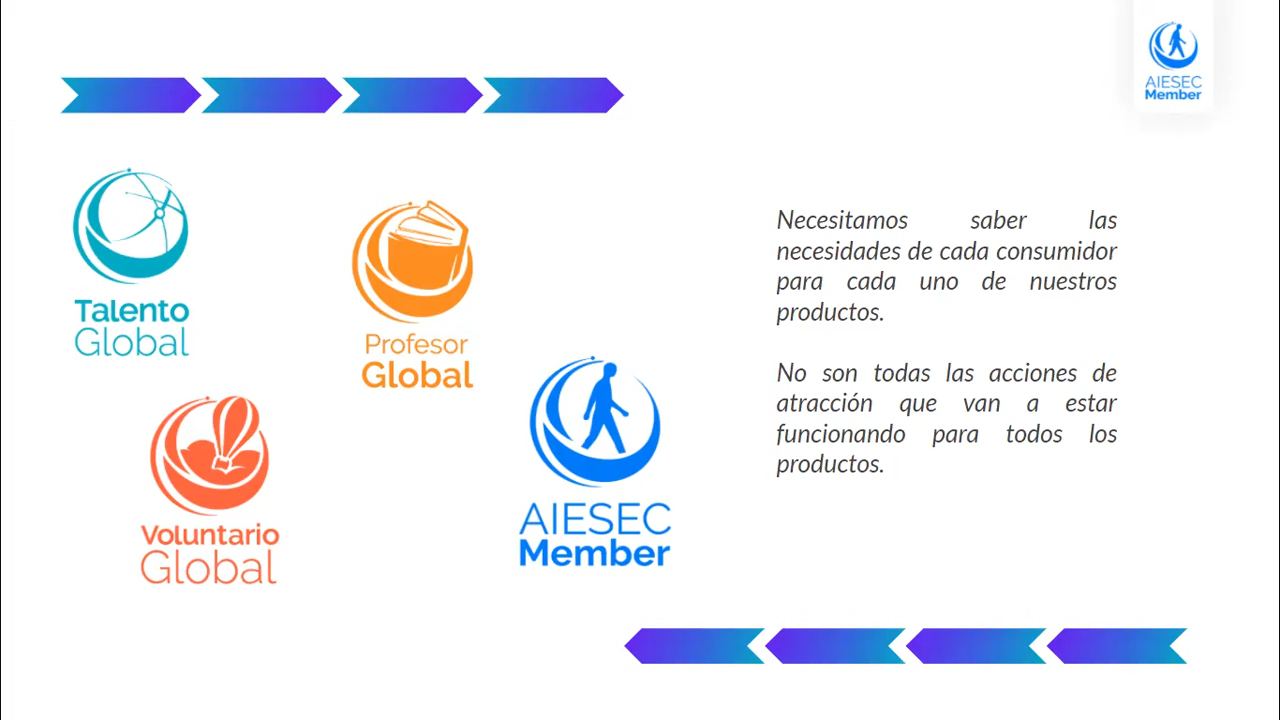 AIESEC
Member
Talento
Global
Profesor
Global
Voluntario
Global
AIESEC
Member
Necesitamos saber las
necesidades de cada consumidor
para cada uno de nuestros
productos.
No son todas las acciones de
atracción que van a estar
funcionando para todos los
productos.